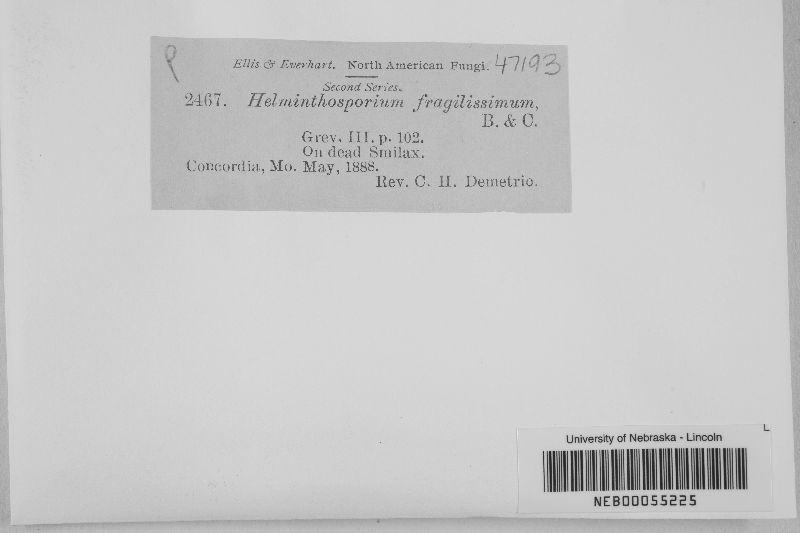 Ellis & Everhart. North American Fungi. 47193
Second Series.
2467. Helminthosporium fragilissimum,
B. & C.
Grev. III. p. 102.
On dead Smilax.
Concordia, Mo. May, 1888.
Rev. C. H. Demetrio.
L
University of Nebraska - Lincoln
NEB00055225